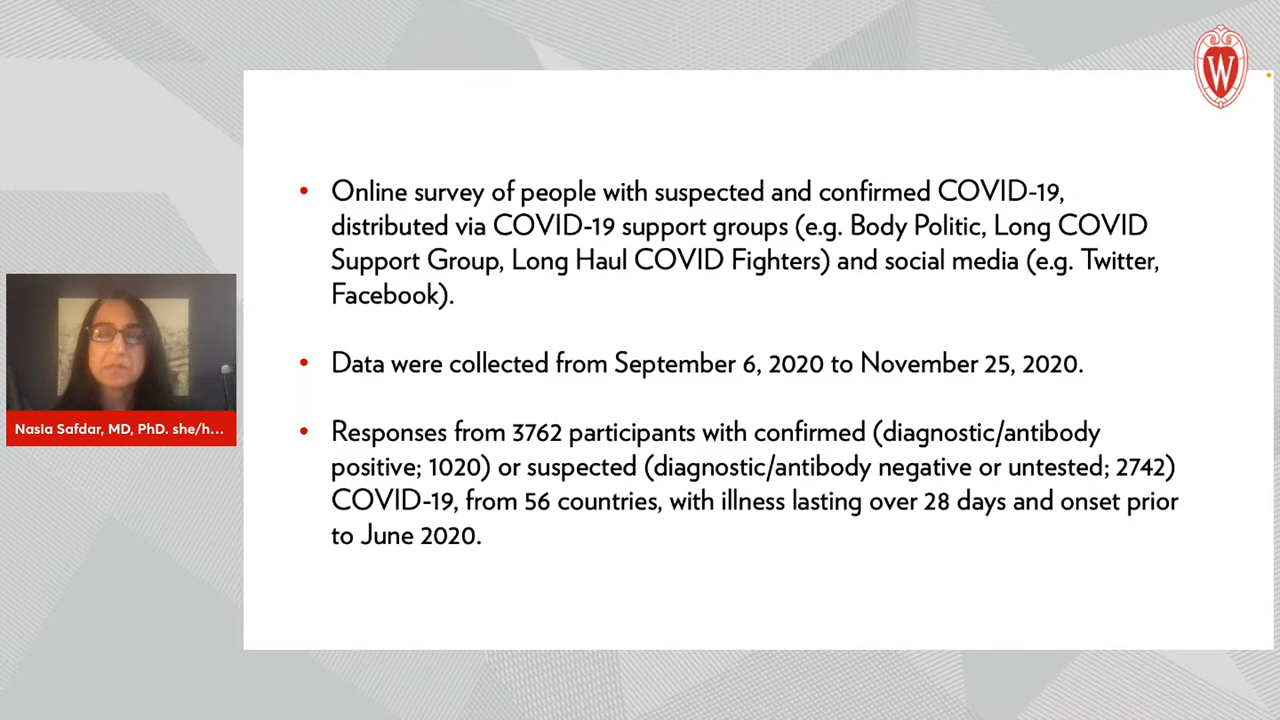 W
• Online survey of people with suspected and confirmed COVID-19,
distributed via COVID-19 support groups (e.g. Body Politic, Long COVID
Support Group, Long Haul COVID Fighters) and social media (e.g. Twitter,
Facebook).
• Data were collected from September 6, 2020 to November 25, 2020.
• Responses from 3762 participants with confirmed (diagnostic/antibody
positive; 1020) or suspected (diagnostic/antibody negative or untested; 2742)
COVID-19, from 56 countries, with illness lasting over 28 days and onset prior
to June 2020.
Nasia Safdar, MD, PhD. she/h...